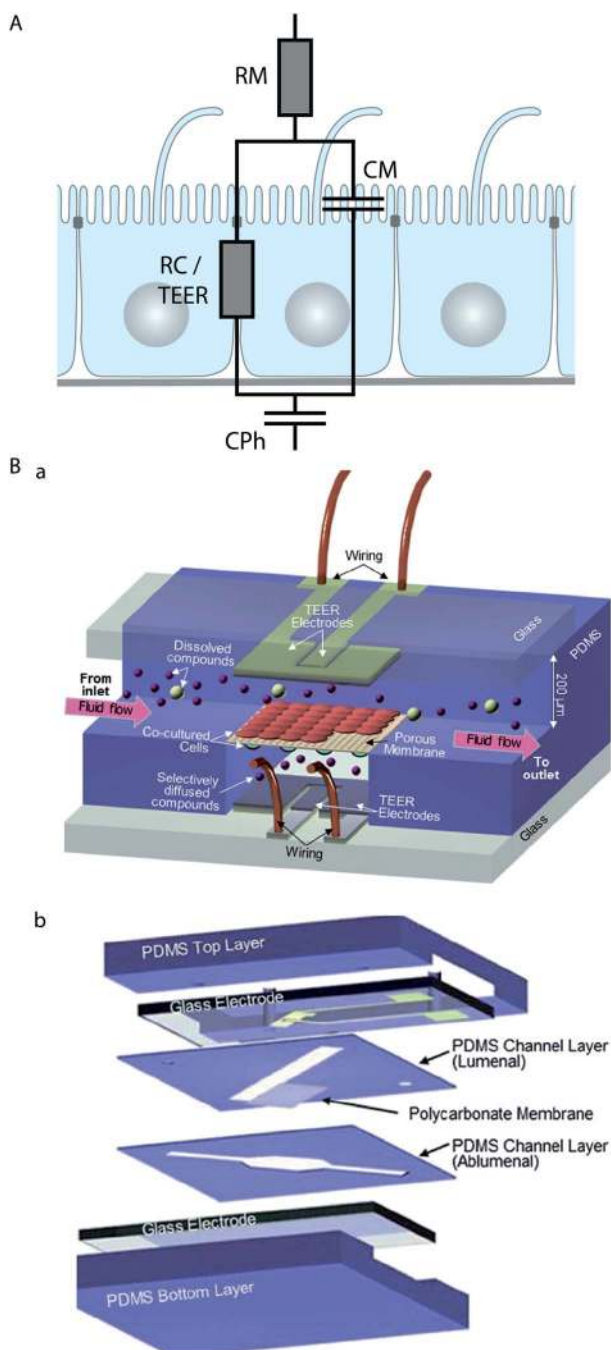 A
RM
CM
RC /
TEER
CPh
B a
Wiring
TEER
Electrodes
Glass
PDMS
Dissolved
compounds
From
inlet
Fluid flow
200 µm
Co-cultured
Cells
Porous
Membrane
Fluid flow
To
outlet
Selectively
diffused
compounds
TEER
Electrodes
Wiring
Glass
b
PDMS Top Layer
Glass Electrode
PDMS Channel Layer
(Lumenal)
Polycarbonate Membrane
PDMS Channel Layer
(Ablumenal)
Glass Electrode
PDMS Bottom Layer